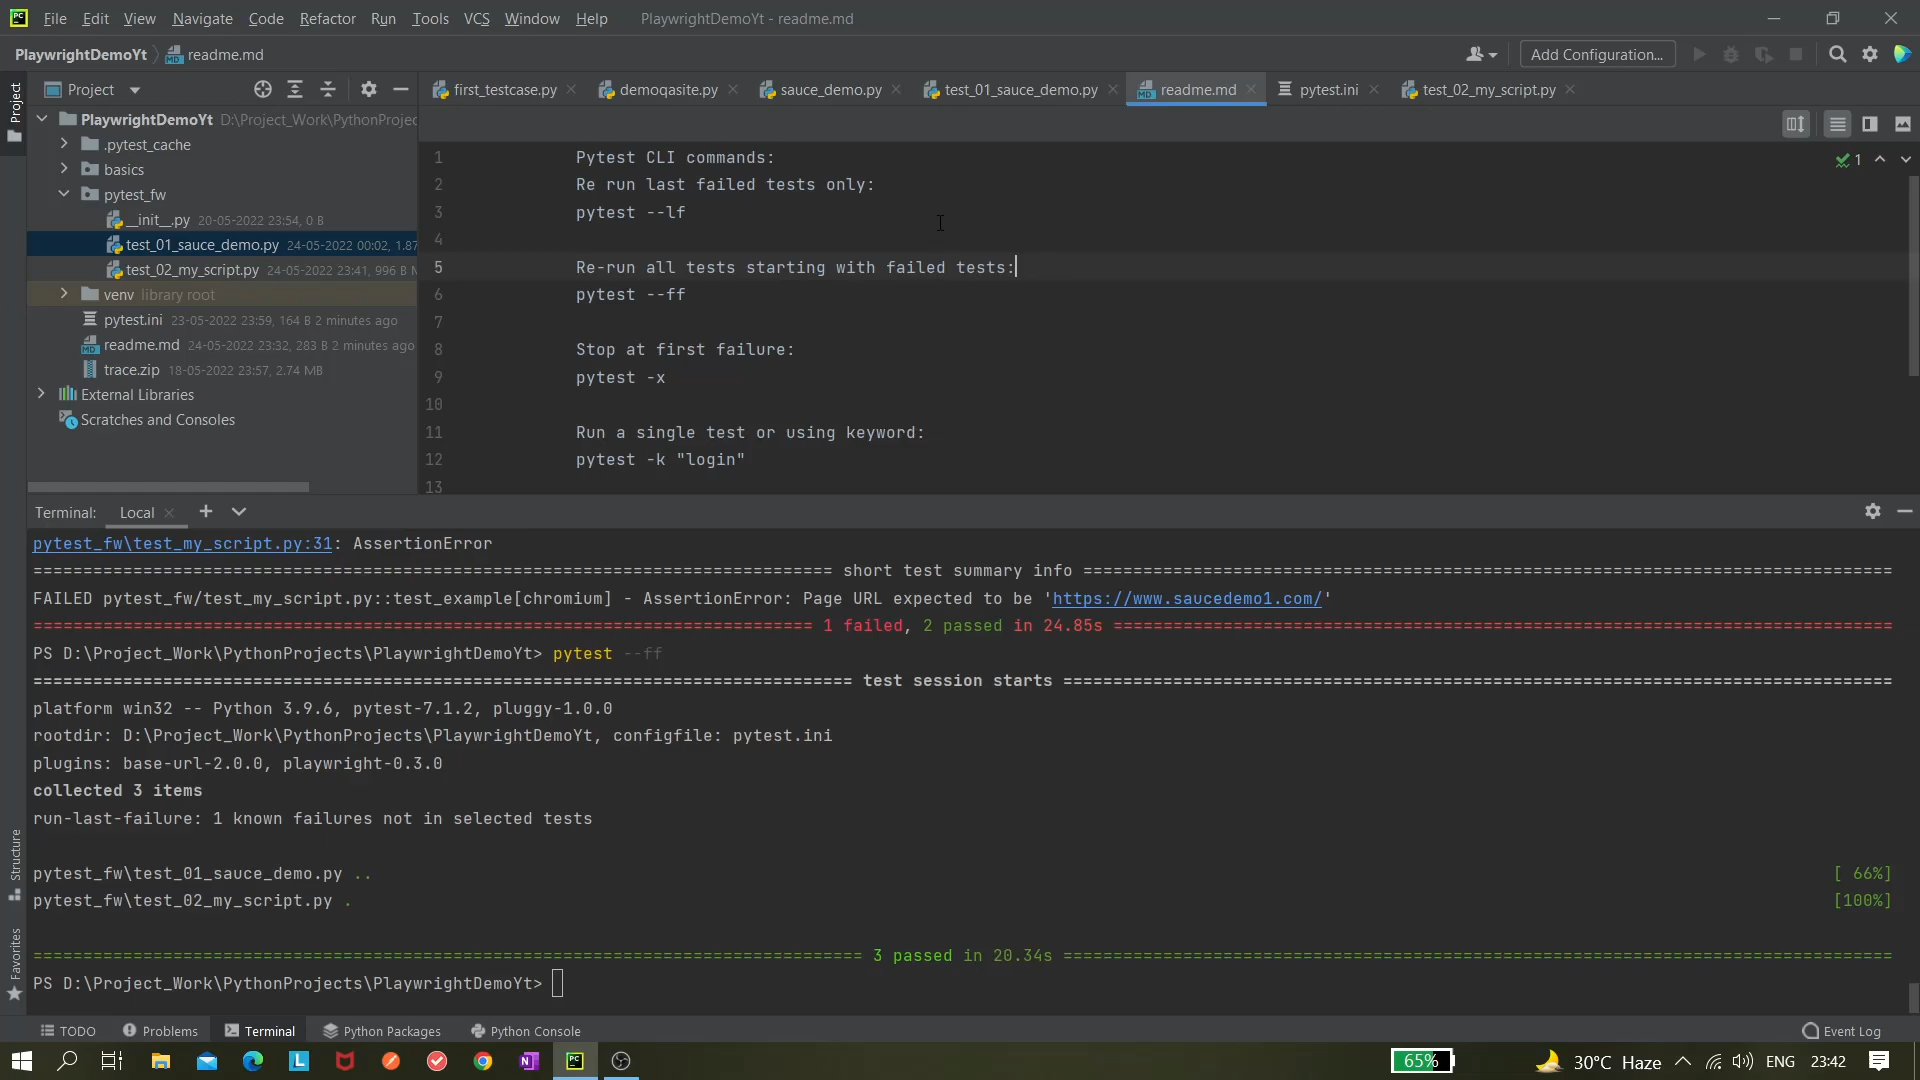 File Edit View Navigate Code Refactor Run Tools VCS Window Help PlaywrightDemoYt - readme.md
PlaywrightDemoYt readme.md Add Configuration...
Project
Project
first_testcase.py demoqasite.py sauce_demo.py test_01_sauce_demo.py readme.md pytest.ini test_02_my_script.py
PlaywrightDemoYt D:\Project_Work\PythonProjec
.pytest_cache
basics
pytest_fw
__init__.py 20-05-2022 23:54, 0 B
test_01_sauce_demo.py 24-05-2022 00:02, 1.87
test_02_my_script.py 24-05-2022 23:41, 996 B
venv library root
pytest.ini 23-05-2022 23:59, 164 B 2 minutes ago
readme.md 24-05-2022 23:32, 283 B 2 minutes ago
trace.zip 18-05-2022 23:57, 2.74 MB
External Libraries
Scratches and Consoles
1
1 Pytest CLI commands:
2 Re run last failed tests only:
3 pytest --lf
4
5 Re-run all tests starting with failed tests:
6 pytest --ff
7
8 Stop at first failure:
9 pytest -x
10
11 Run a single test or using keyword:
12 pytest -k "login"
13
Terminal: Local
pytest_fw\test_my_script.py:31: AssertionError
short test summary info
FAILED pytest_fw/test_my_script.py::test_example[chromium] - AssertionError: Page URL expected to be 'https://www.saucedemo1.com/'
1 failed, 2 passed in 24.85s
PS D:\Project_Work\PythonProjects\PlaywrightDemoYt> pytest --ff
test session starts
platform win32 -- Python 3.9.6, pytest-7.1.2, pluggy-1.0.0
rootdir: D:\Project_Work\PythonProjects\PlaywrightDemoYt, configfile: pytest.ini
plugins: base-url-2.0.0, playwright-0.3.0
collected 3 items
run-last-failure: 1 known failures not in selected tests
pytest_fw\test_01_sauce_demo.py .. [ 66%]
pytest_fw\test_02_my_script.py . [100%]
3 passed in 20.34s
PS D:\Project_Work\PythonProjects\PlaywrightDemoYt>
Structure
Favorites
TODO Problems Terminal Python Packages Python Console Event Log
65% 30°C Haze ENG 23:42